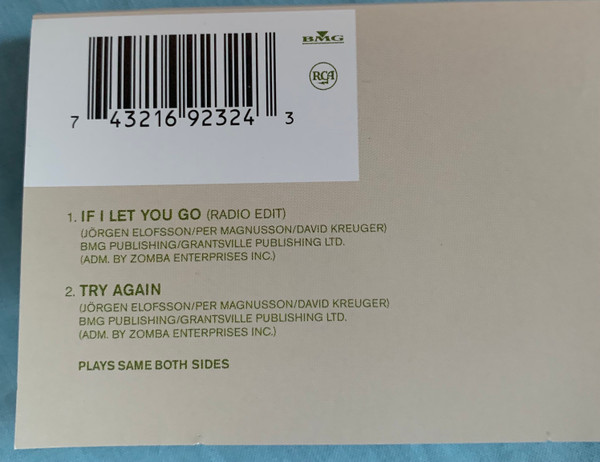 BMG
RCA
7 43216 92324 3
1. IF I LET YOU GO (RADIO EDIT)
(JÖRGEN ELOFSSON/PER MAGNUSSON/DAVID KREUGER)
BMG PUBLISHING/GRANTSVILLE PUBLISHING LTD.
(ADM. BY ZOMBA ENTERPRISES INC.)
2. TRY AGAIN
(JÖRGEN ELOFSSON/PER MAGNUSSON/DAVID KREUGER)
BMG PUBLISHING/GRANTSVILLE PUBLISHING LTD.
(ADM. BY ZOMBA ENTERPRISES INC.)
PLAYS SAME BOTH SIDES